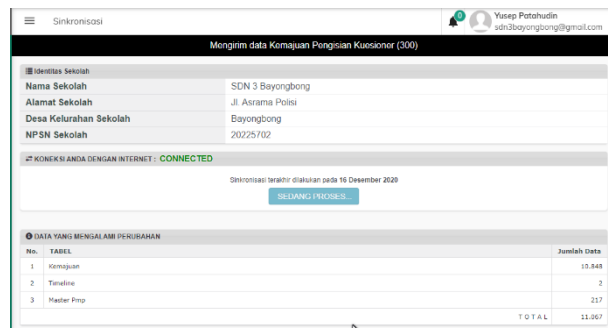 Sinkronisasi
0
Yusep Patahudin
sdn3bayongbong@gmail.com
Mengirim data Kemajuan Pengisian Kuesioner (300)
Identitas Sekolah
Nama Sekolah SDN 3 Bayongbong
Alamat Sekolah Jl. Asrama Polisi
Desa Kelurahan Sekolah Bayongbong
NPSN Sekolah 20225702
KONEKSI ANDA DENGAN INTERNET : CONNECTED
Sinkronisasi terakhir dilakukan pada 16 Desember 2020
SEDANG PROSES...
DATA YANG MENGALAMI PERUBAHAN
No. TABEL Jumlah Data
1 Kemajuan 10.848
2 Timeline 2
3 Master Pmp 217
TOTAL 11.067